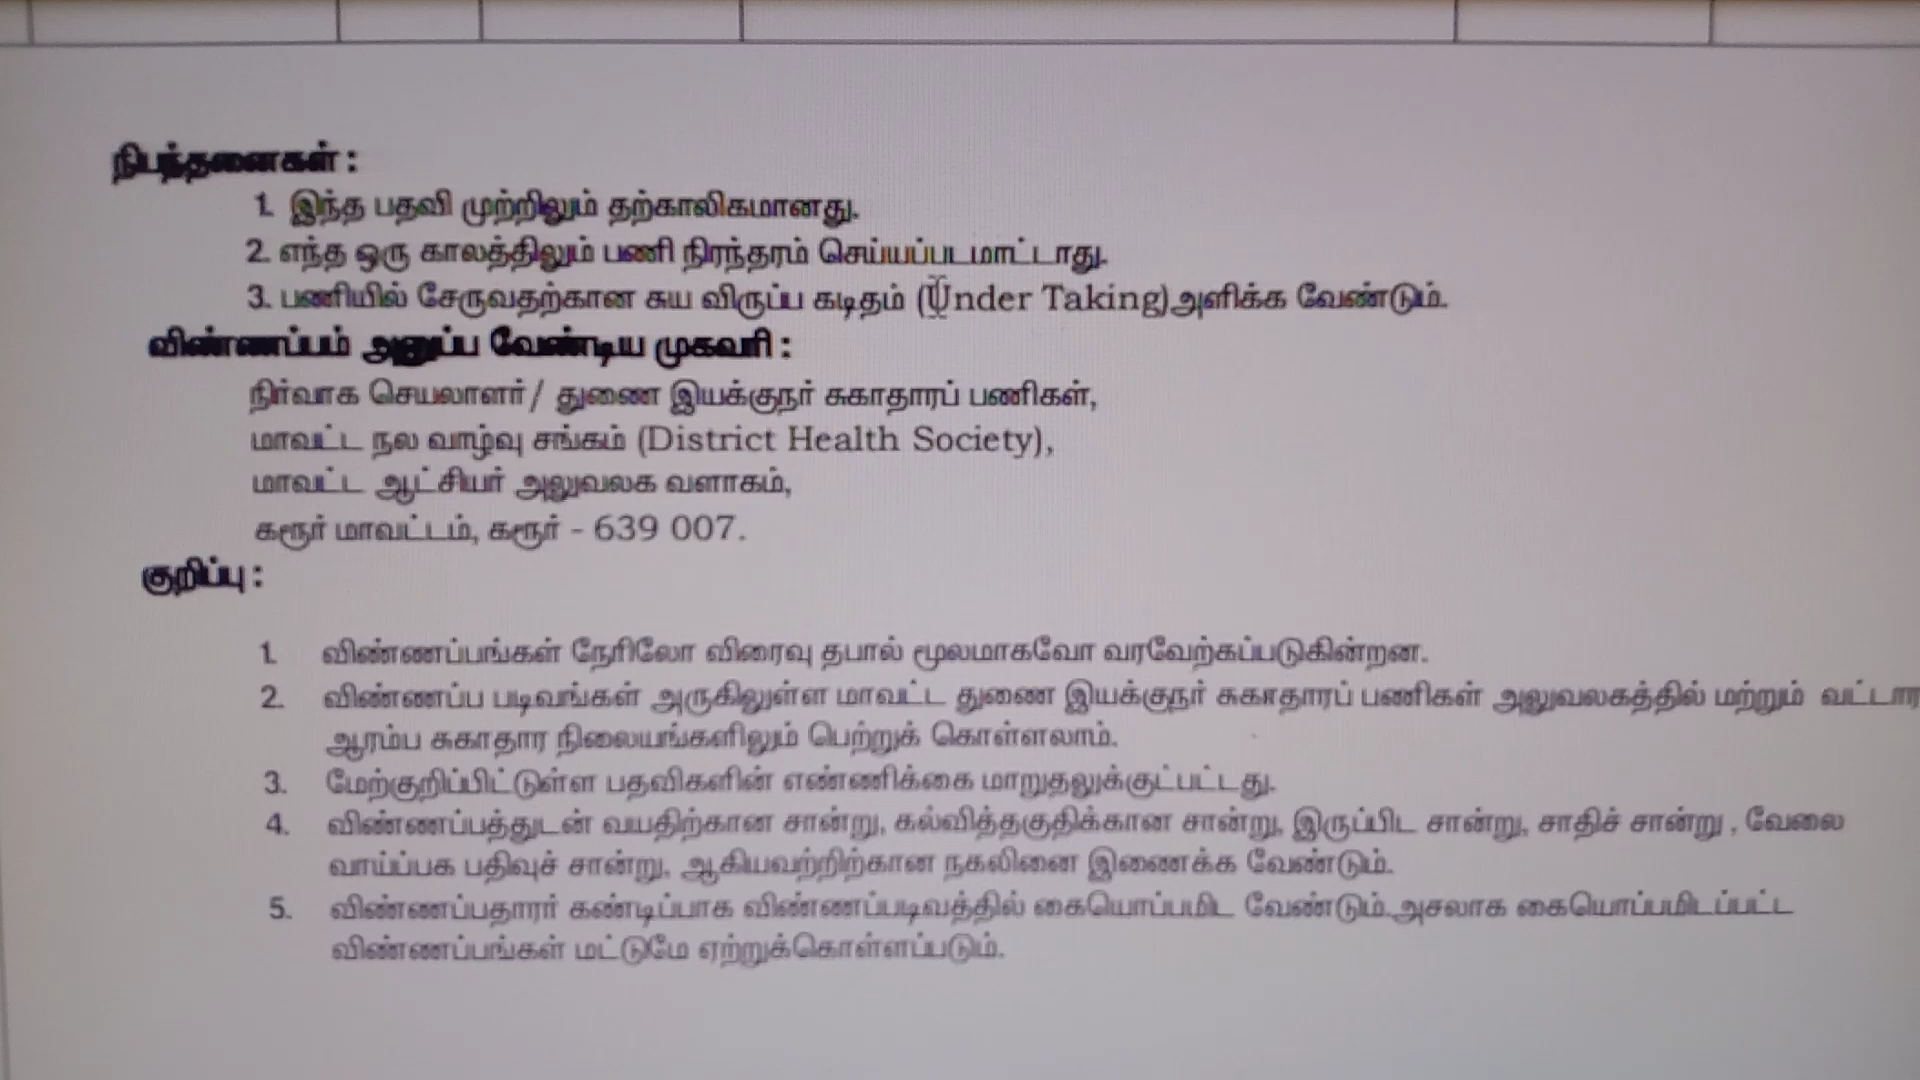 நிபந்தனைகள் :
1. இந்த பதவி முற்றிலும் தற்காலிகமானது.
2. எந்த ஒரு காலத்திலும் பணி நிரந்தரம் செய்யப்படமாட்டாது.
3. பணியில் சேருவதற்கான சுய விருப்ப கடிதம் (Under Taking)அளிக்க வேண்டும்.
விண்ணப்பம் அனுப்ப வேண்டிய முகவரி :
நிர்வாக செயலாளர்/ துணை இயக்குநர் சுகாதாரப் பணிகள்,
மாவட்ட நல வாழ்வு சங்கம் (District Health Society),
மாவட்ட ஆட்சியர் அலுவலக வளாகம்,
கரூர் மாவட்டம், கரூர் - 639 007.
குறிப்பு :
1. விண்ணப்பங்கள் நேரிலோ விரைவு தபால் மூலமாகவோ வரவேற்கப்படுகின்றன.
2. விண்ணப்ப படிவங்கள் அருகிலுள்ள மாவட்ட துணை இயக்குநர் சுகாதாரப் பணிகள் அலுவலகத்தில் மற்றும் வட்டார
ஆரம்ப சுகாதார நிலையங்களிலும் பெற்றுக் கொள்ளலாம்.
3. மேற்குறிப்பிட்டுள்ள பதவிகளின் எண்ணிக்கை மாறுதலுக்குட்பட்டது.
4. விண்ணப்பத்துடன் வயதிற்கான சான்று, கல்வித்தகுதிக்கான சான்று, இருப்பிட சான்று, சாதிச் சான்று , வேலை
வாய்ப்பக பதிவுச் சான்று, ஆகியவற்றிற்கான நகலினை இணைக்க வேண்டும்.
5. விண்ணப்பதாரர் கண்டிப்பாக விண்ணப்படிவத்தில் கையொப்பமிட வேண்டும்.அசலாக கையொப்பமிடப்பட்ட
விண்ணப்பங்கள் மட்டுமே ஏற்றுக்கொள்ளப்படும்.